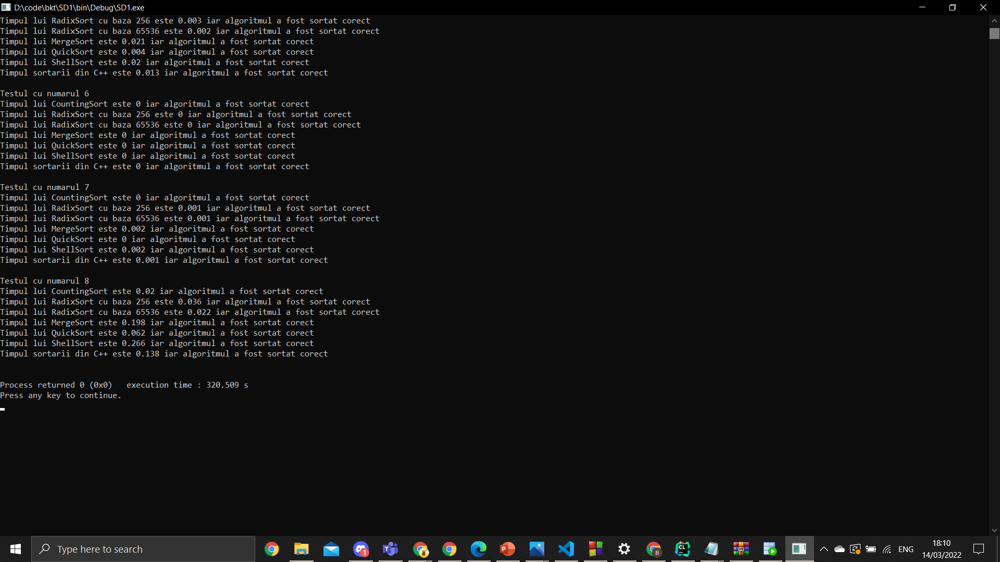 D:\code\bkt\SD1\bin\Debug\SD1.exe
Timpul lui RadixSort cu baza 256 este 0.003 iar algoritmul a fost sortat corect
Timpul lui RadixSort cu baza 65536 este 0.002 iar algoritmul a fost sortat corect
Timpul lui MergeSort este 0.021 iar algoritmul a fost sortat corect
Timpul lui QuickSort este 0.004 iar algoritmul a fost sortat corect
Timpul lui ShellSort este 0.02 iar algoritmul a fost sortat corect
Timpul sortarii din C++ este 0.013 iar algoritmul a fost sortat corect
Testul cu numarul 6
Timpul lui CountingSort este 0 iar algoritmul a fost sortat corect
Timpul lui RadixSort cu baza 256 este 0 iar algoritmul a fost sortat corect
Timpul lui RadixSort cu baza 65536 este 0 iar algoritmul a fost sortat corect
Timpul lui MergeSort este 0 iar algoritmul a fost sortat corect
Timpul lui QuickSort este 0 iar algoritmul a fost sortat corect
Timpul lui ShellSort este 0 iar algoritmul a fost sortat corect
Timpul sortarii din C++ este 0 iar algoritmul a fost sortat corect
Testul cu numarul 7
Timpul lui CountingSort este 0 iar algoritmul a fost sortat corect
Timpul lui RadixSort cu baza 256 este 0.001 iar algoritmul a fost sortat corect
Timpul lui RadixSort cu baza 65536 este 0.001 iar algoritmul a fost sortat corect
Timpul lui MergeSort este 0.002 iar algoritmul a fost sortat corect
Timpul lui QuickSort este 0 iar algoritmul a fost sortat corect
Timpul lui ShellSort este 0.002 iar algoritmul a fost sortat corect
Timpul sortarii din C++ este 0.001 iar algoritmul a fost sortat corect
Testul cu numarul 8
Timpul lui CountingSort este 0.02 iar algoritmul a fost sortat corect
Timpul lui RadixSort cu baza 256 este 0.036 iar algoritmul a fost sortat corect
Timpul lui RadixSort cu baza 65536 este 0.022 iar algoritmul a fost sortat corect
Timpul lui MergeSort este 0.198 iar algoritmul a fost sortat corect
Timpul lui QuickSort este 0.062 iar algoritmul a fost sortat corect
Timpul lui ShellSort este 0.266 iar algoritmul a fost sortat corect
Timpul sortarii din C++ este 0.138 iar algoritmul a fost sortat corect
Process returned 0 (0x0)   execution time : 320.509 s
Press any key to continue.
Type here to search
ENG
18:10
14/03/2022